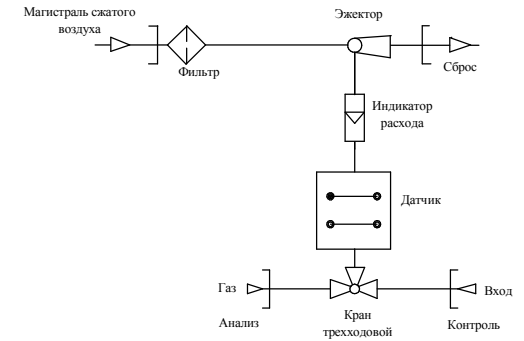 Магистраль сжатого
воздуха
Эжектор
Фильтр
Сброс
Индикатор
расхода
Датчик
Газ
Вход
Анализ
Кран
трехходовой
Контроль